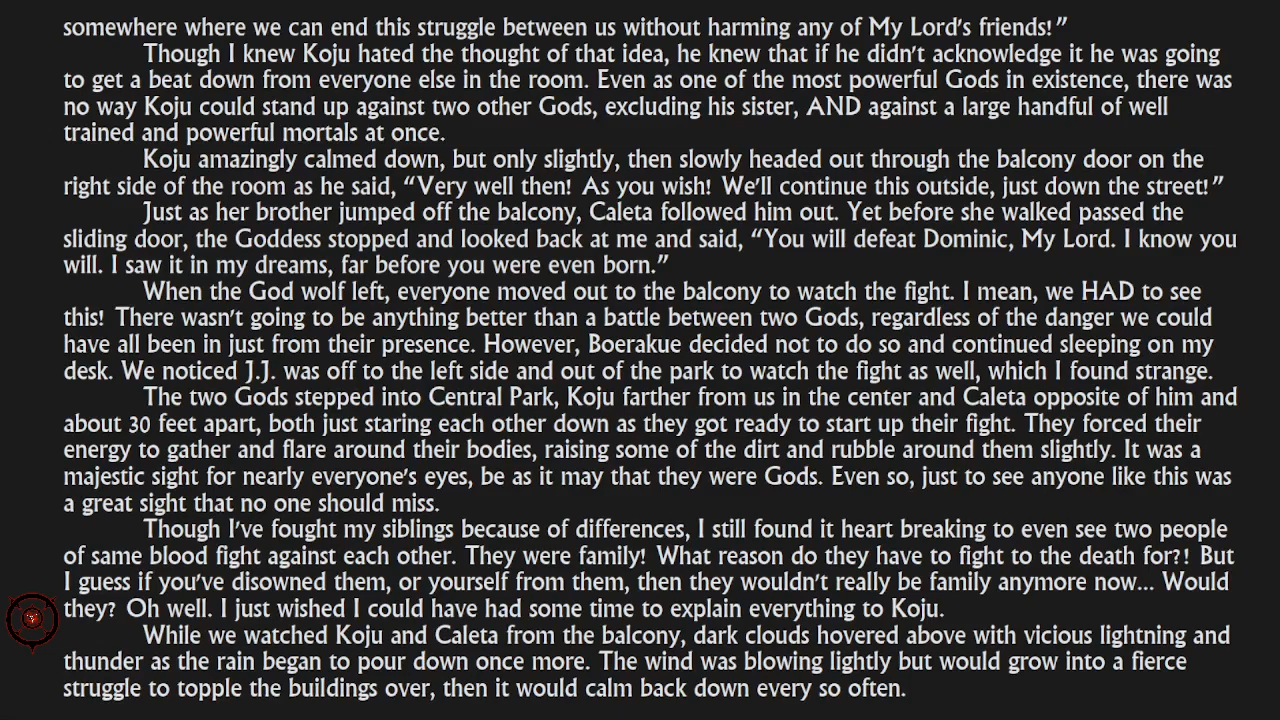 somewhere where we can end this struggle between us without harming any of My Lord's friends!”
Though I knew Koju hated the thought of that idea, he knew that if he didn't acknowledge it he was going
to get a beat down from everyone else in the room. Even as one of the most powerful Gods in existence, there was
no way Koju could stand up against two other Gods, excluding his sister, AND against a large handful of well
trained and powerful mortals at once.
Koju amazingly calmed down, but only slightly, then slowly headed out through the balcony door on the
right side of the room as he said, “Very well then! As you wish! We'll continue this outside, just down the street!”
Just as her brother jumped off the balcony, Caleta followed him out. Yet before she walked passed the
sliding door, the Goddess stopped and looked back at me and said, “You will defeat Dominic, My Lord. I know you
will. I saw it in my dreams, far before you were even born.”
When the God wolf left, everyone moved out to the balcony to watch the fight. I mean, we HAD to see
this! There wasn't going to be anything better than a battle between two Gods, regardless of the danger we could
have all been in just from their presence. However, Boerakue decided not to do so and continued sleeping on my
desk. We noticed J.J. was off to the left side and out of the park to watch the fight as well, which I found strange.
The two Gods stepped into Central Park, Koju farther from us in the center and Caleta opposite of him and
about 30 feet apart, both just staring each other down as they got ready to start up their fight. They forced their
energy to gather and flare around their bodies, raising some of the dirt and rubble around them slightly. It was a
majestic sight for nearly everyone's eyes, be as it may that they were Gods. Even so, just to see anyone like this was
a great sight that no one should miss.
Though I've fought my siblings because of differences, I still found it heart breaking to even see two people
of same blood fight against each other. They were family! What reason do they have to fight to the death for?! But
I guess if you've disowned them, or yourself from them, then they wouldn't really be family anymore now... Would
they? Oh well. I just wished I could have had some time to explain everything to Koju.
While we watched Koju and Caleta from the balcony, dark clouds hovered above with vicious lightning and
thunder as the rain began to pour down once more. The wind was blowing lightly but would grow into a fierce
struggle to topple the buildings over, then it would calm back down every so often.